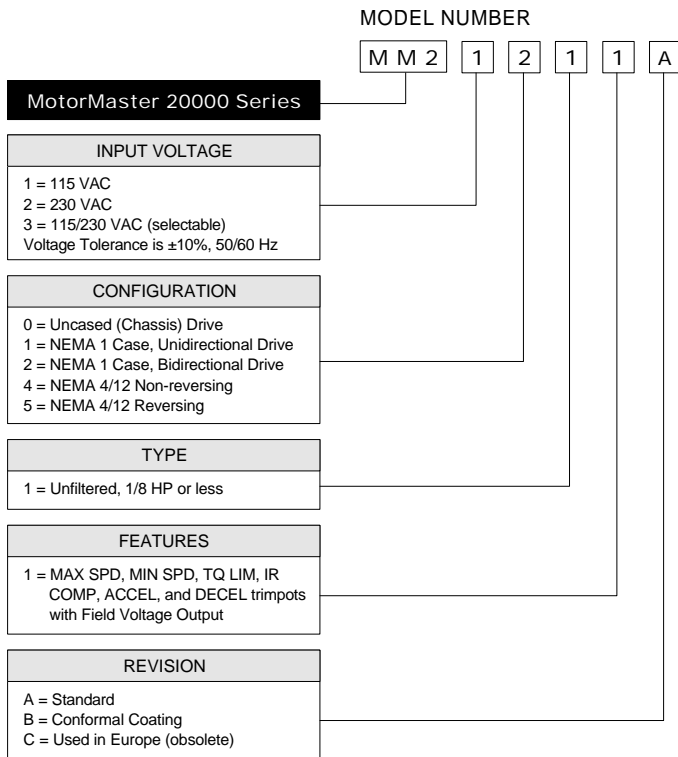 MODEL NUMBER
M M 2 1 2 1 1 A
MotorMaster 20000 Series
INPUT VOLTAGE
1 = 115 VAC
2 = 230 VAC
3 = 115/230 VAC (selectable)
Voltage Tolerance is ±10%, 50/60 Hz
CONFIGURATION
0 = Uncased (Chassis) Drive
1 = NEMA 1 Case, Unidirectional Drive
2 = NEMA 1 Case, Bidirectional Drive
4 = NEMA 4/12 Non-reversing
5 = NEMA 4/12 Reversing
TYPE
1 = Unfiltered, 1/8 HP or less
FEATURES
1 = MAX SPD, MIN SPD, TQ LIM, IR
COMP, ACCEL, and DECEL trimpots
with Field Voltage Output
REVISION
A = Standard
B = Conformal Coating
C = Used in Europe (obsolete)